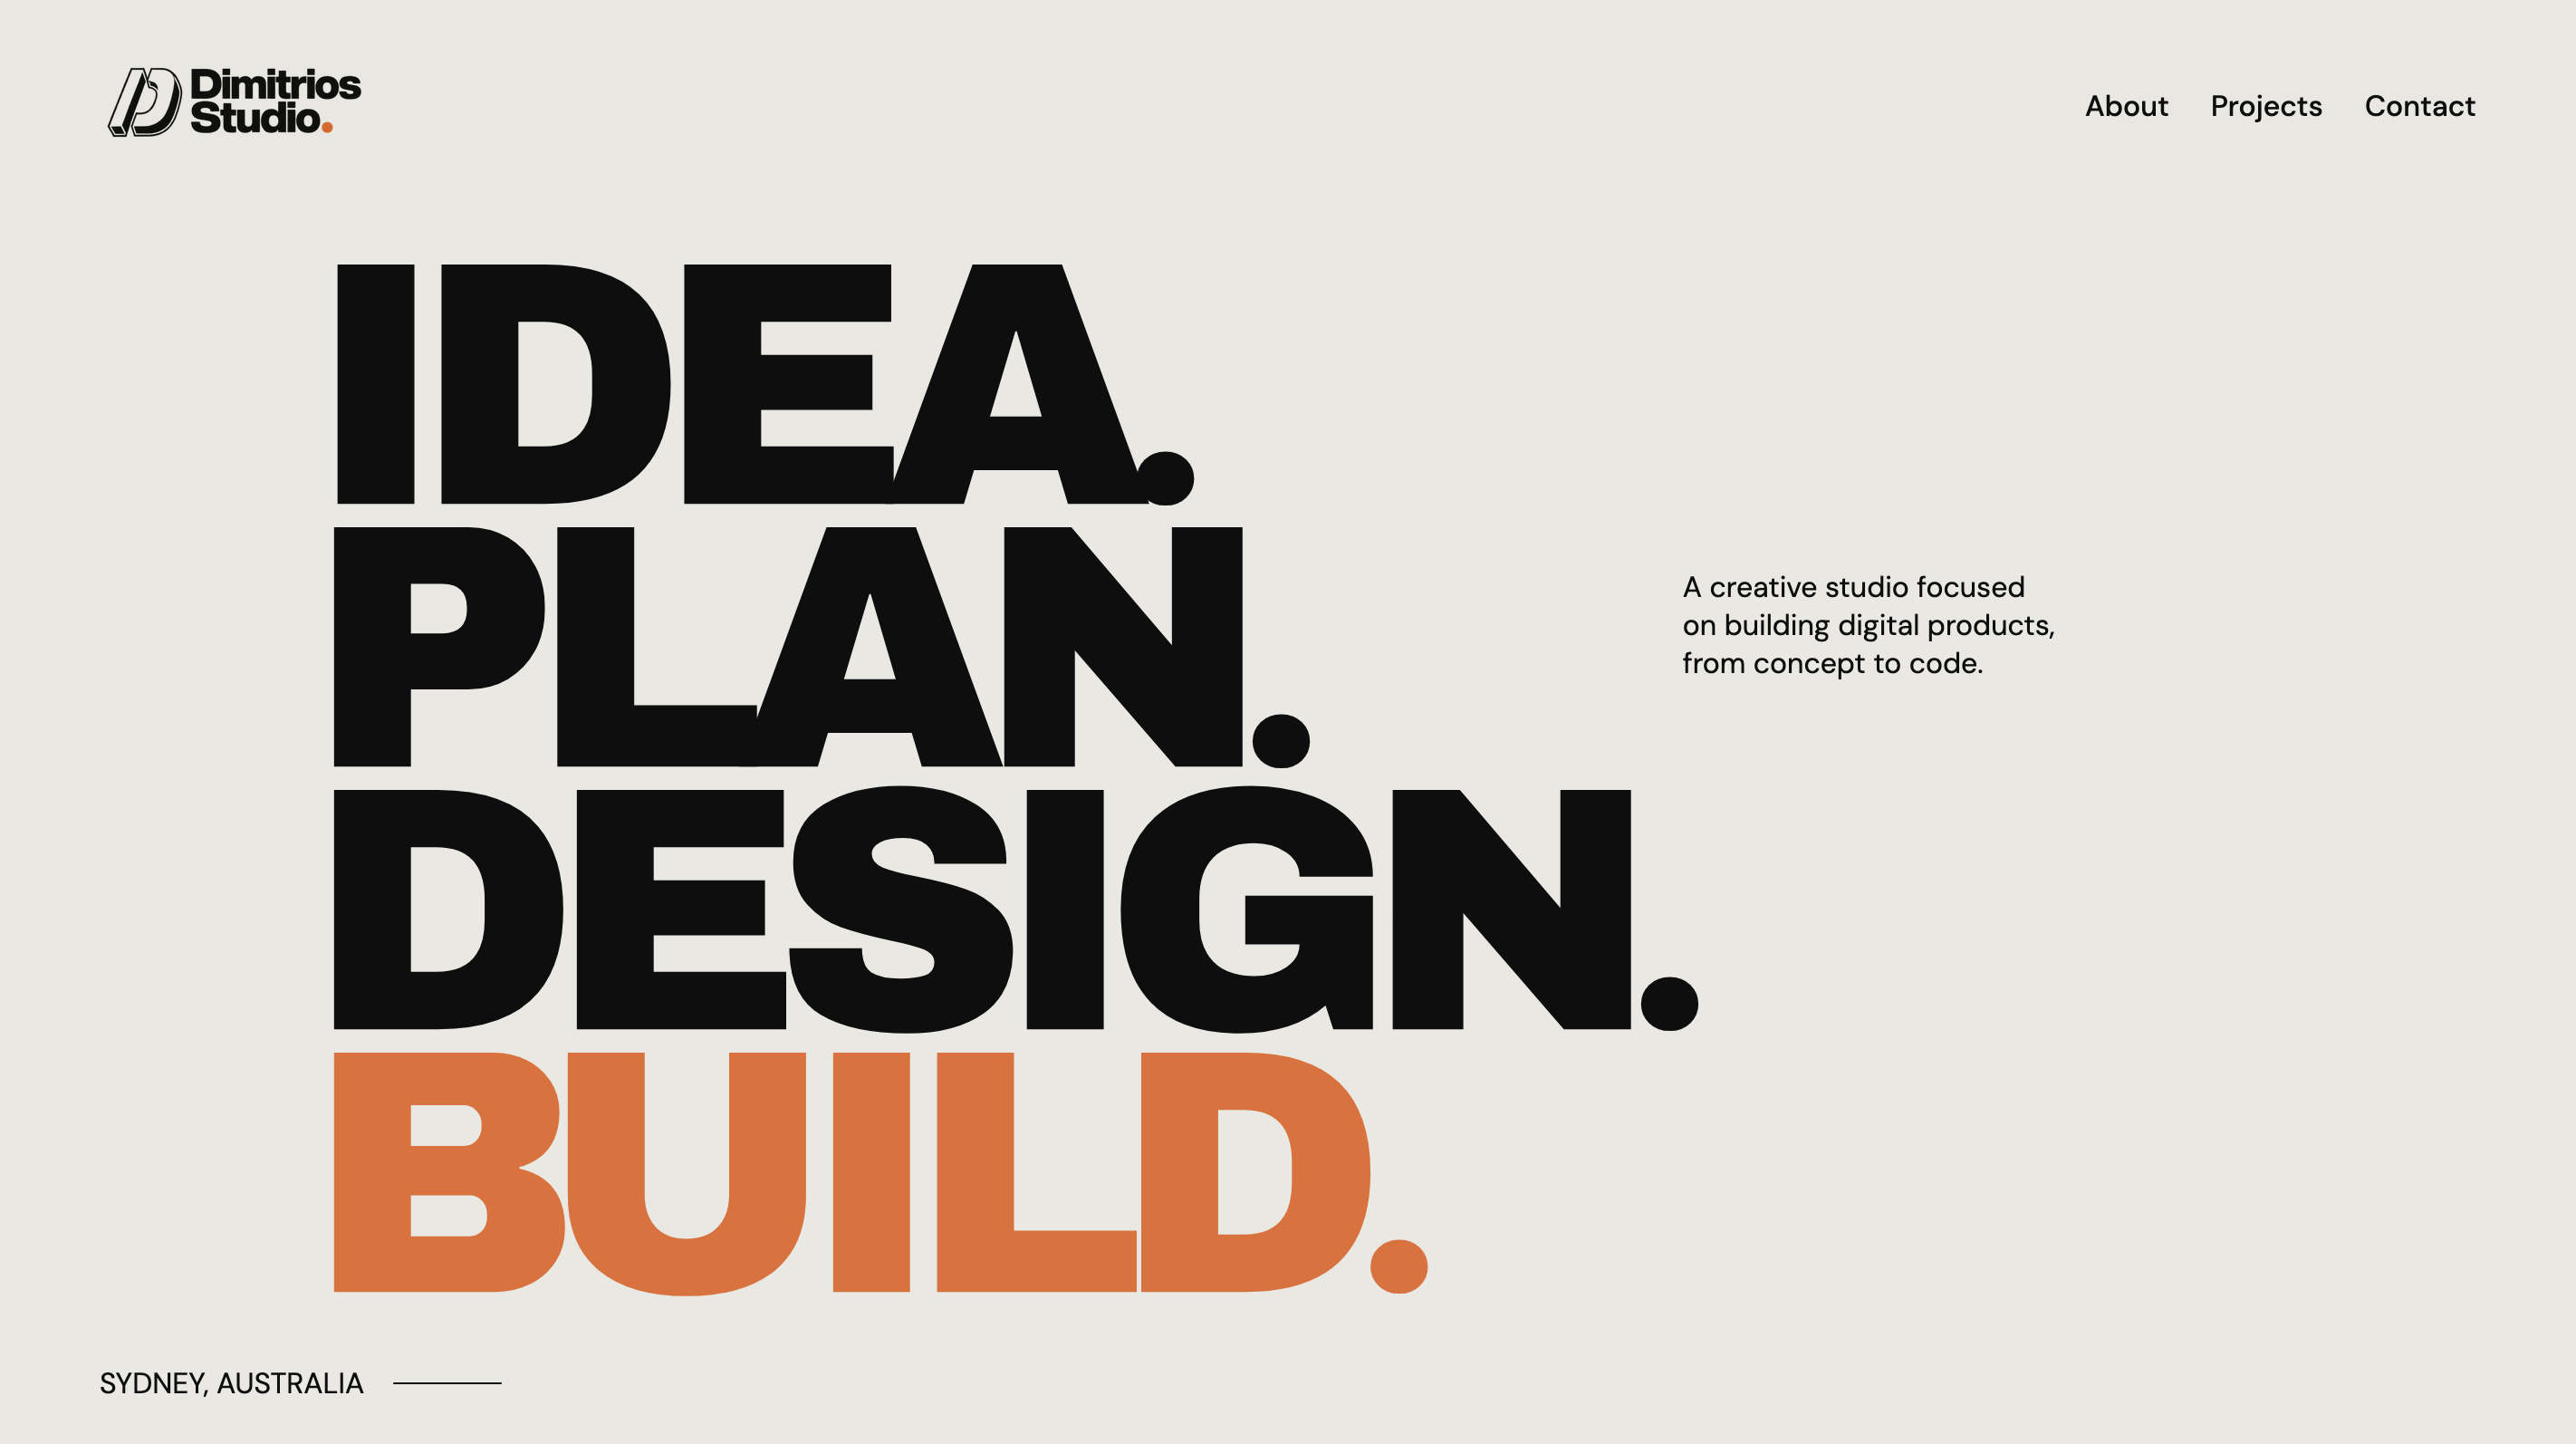 Dimitrios
Studio.
About Projects Contact
IDEA.
PLAN.
DESIGN.
BUILD.
A creative studio focused
on building digital products,
from concept to code.
SYDNEY, AUSTRALIA